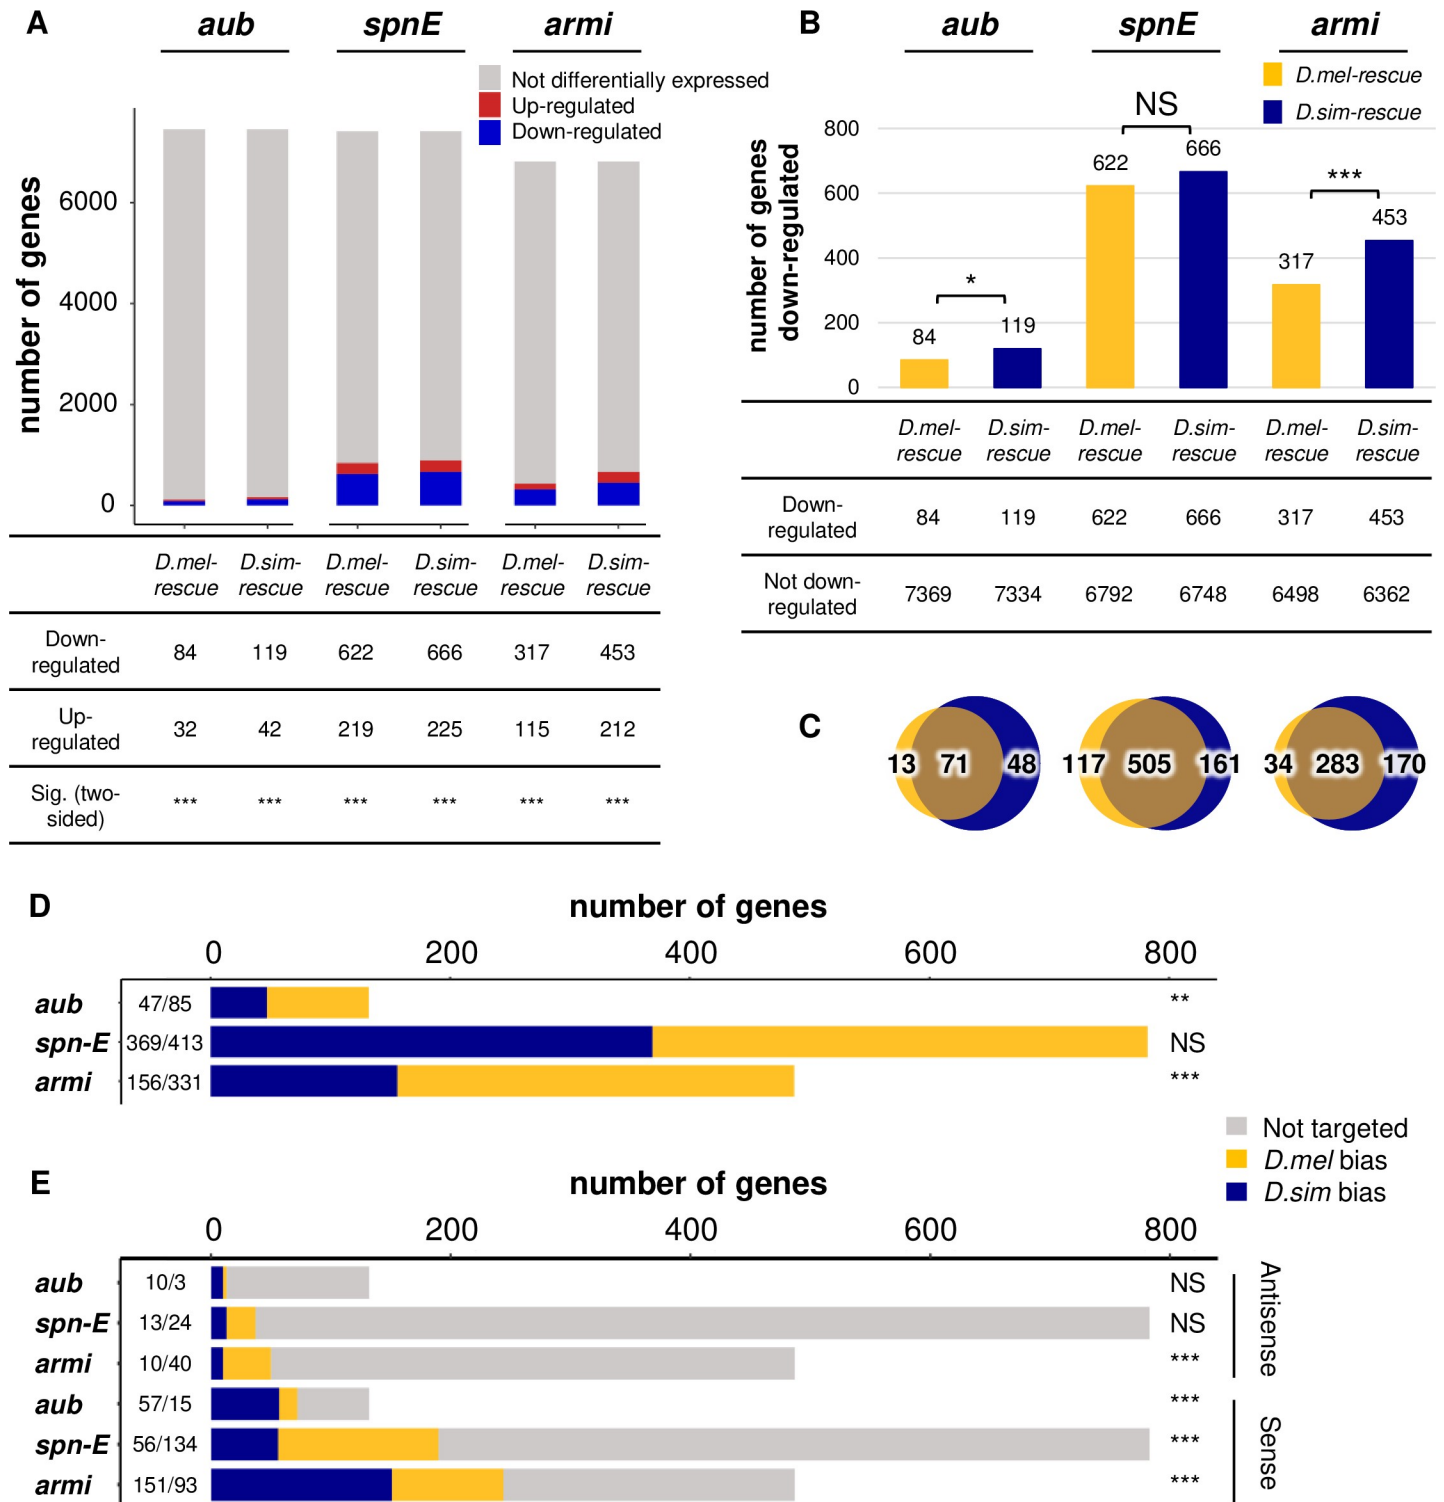 A
aub
spnE
armi
Not differentially expressed
Up-regulated
Down-regulated
number of genes
6000
4000
2000
0
D.mel-
rescue
D.sim-
rescue
D.mel-
rescue
D.sim-
rescue
D.mel-
rescue
D.sim-
rescue
Down-
regulated
84 119 622 666 317 453
Up-
regulated
32 42 219 225 115 212
Sig. (two-
sided)
*** *** *** *** *** ***
B
aub
spnE
armi
D.mel-rescue
D.sim-rescue
number of genes
down-regulated
800
600
400
200
0
84
*
119
622
NS
666
317
***
453
D.mel-
rescue
D.sim-
rescue
D.mel-
rescue
D.sim-
rescue
D.mel-
rescue
D.sim-
rescue
Down-
regulated
84 119 622 666 317 453
Not down-
regulated
7369 7334 6792 6748 6498 6362
C
13 71 48
117 505 161
34 283 170
D
number of genes
0 200 400 600 800
aub 47/85 **
spn-E 369/413 NS
armi 156/331 ***
Not targeted
D.mel bias
D.sim bias
E
number of genes
0 200 400 600 800
aub 10/3 NS
spn-E 13/24 NS
armi 10/40 ***
Antisense
aub 57/15 ***
spn-E 56/134 ***
armi 151/93 ***
Sense